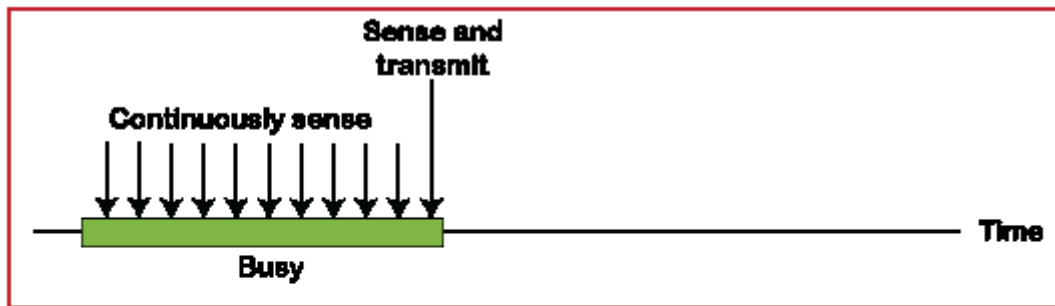 Sense and
transmit
Continuously sense
Time
Busy